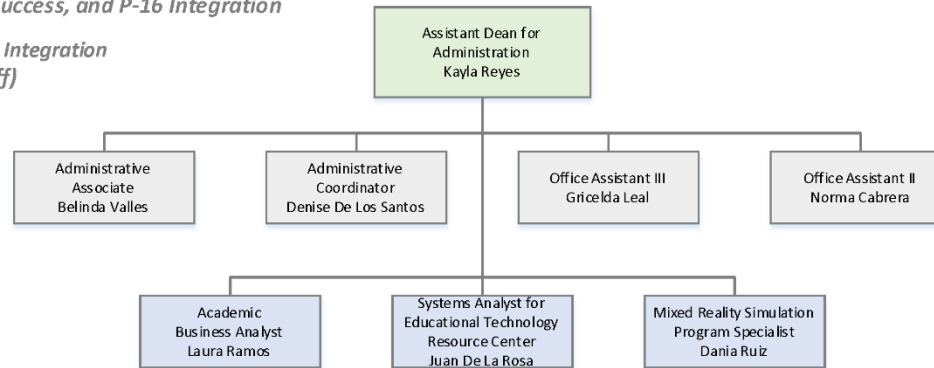 uccess, and P-16 Integration
Integration
ff)
Assistant Dean for
Administration
Kayla Reyes
Administrative
Associate
Belinda Valles
Administrative
Coordinator
Denise De Los Santos
Office Assistant III
Gricelda Leal
Office Assistant II
Norma Cabrera
Academic
Business Analyst
Laura Ramos
Systems Analyst for
Educational Technology
Resource Center
Juan De La Rosa
Mixed Reality Simulation
Program Specialist
Dania Ruiz